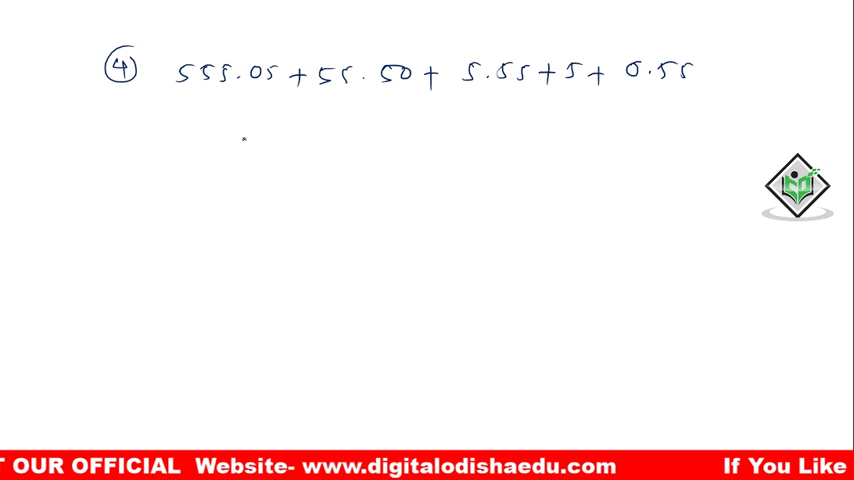 ④ 555.05 + 55.50 + 5.55 + 5 + 0.55
T OUR OFFICIAL Website- www.digitalodishaedu.com If You Like